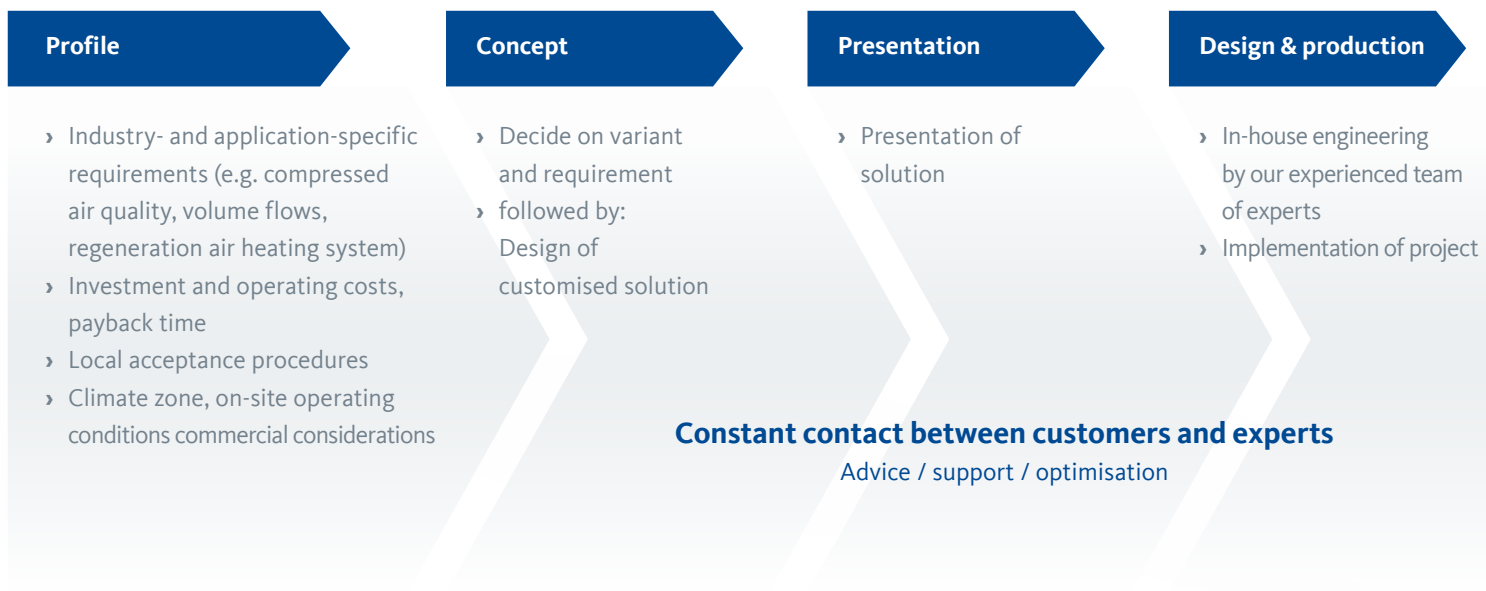 Profile
› Industry- and application-specific
requirements (e.g. compressed
air quality, volume flows,
regeneration air heating system)
› Investment and operating costs,
payback time
› Local acceptance procedures
› Climate zone, on-site operating
conditions commercial considerations
Concept
› Decide on variant
and requirement
› followed by:
Design of
customised solution
Presentation
› Presentation of
solution
Design & production
› In-house engineering
by our experienced team
of experts
› Implementation of project
Constant contact between customers and experts
Advice / support / optimisation